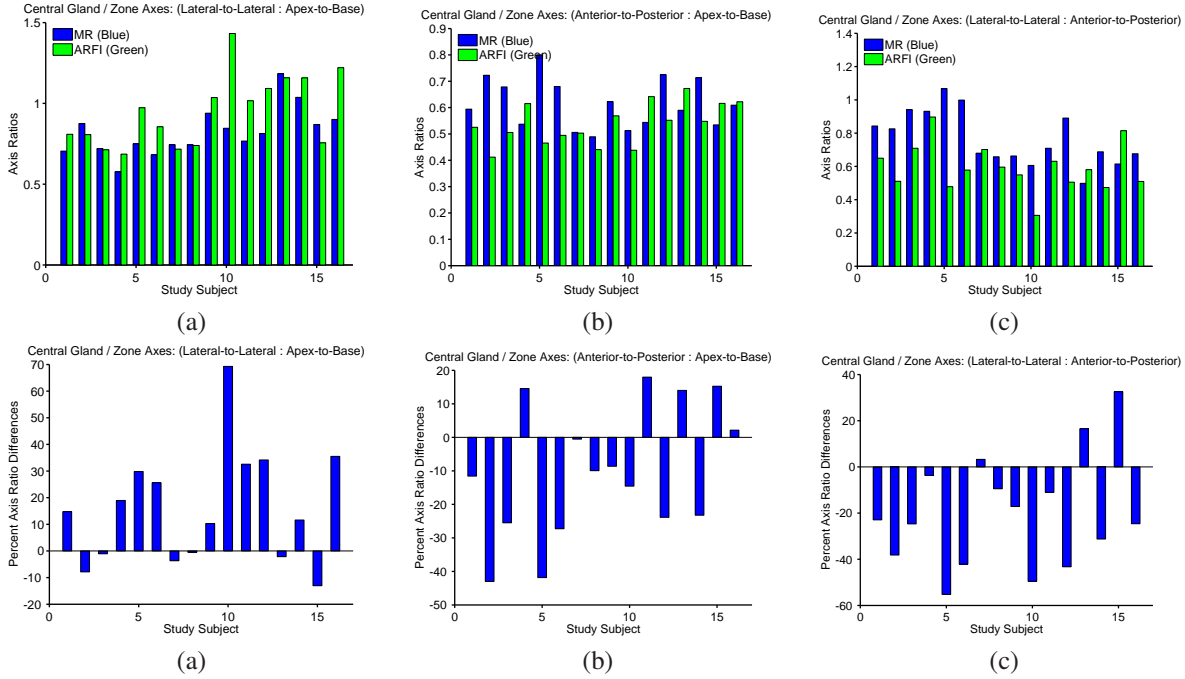 Central Gland / Zone Axes: (Lateral-to-Lateral : Apex-to-Base)
1.5
1
0.5
0
Axis Ratios
MR (Blue)
ARFI (Green)
0 5 10 15
Study Subject
(a)
Central Gland / Zone Axes: (Anterior-to-Posterior : Apex-to-Base)
0.9
0.8
0.7
0.6
0.5
0.4
0.3
0.2
0.1
0
Axis Ratios
MR (Blue)
ARFI (Green)
0 5 10 15
Study Subject
(b)
Central Gland / Zone Axes: (Lateral-to-Lateral : Anterior-to-Posterior)
1.4
1.2
1
0.8
0.6
0.4
0.2
0
Axis Ratios
MR (Blue)
ARFI (Green)
0 5 10 15
Study Subject
(c)
Central Gland / Zone Axes: (Lateral-to-Lateral : Apex-to-Base)
70
60
50
40
30
20
10
0
-10
-20
Percent Axis Ratio Differences
0 5 10 15
Study Subject
(a)
Central Gland / Zone Axes: (Anterior-to-Posterior : Apex-to-Base)
20
10
0
-10
-20
-30
-40
-50
Percent Axis Ratio Differences
0 5 10 15
Study Subject
(b)
Central Gland / Zone Axes: (Lateral-to-Lateral : Anterior-to-Posterior)
40
20
0
-20
-40
-60
Percent Axis Ratio Differences
0 5 10 15
Study Subject
(c)